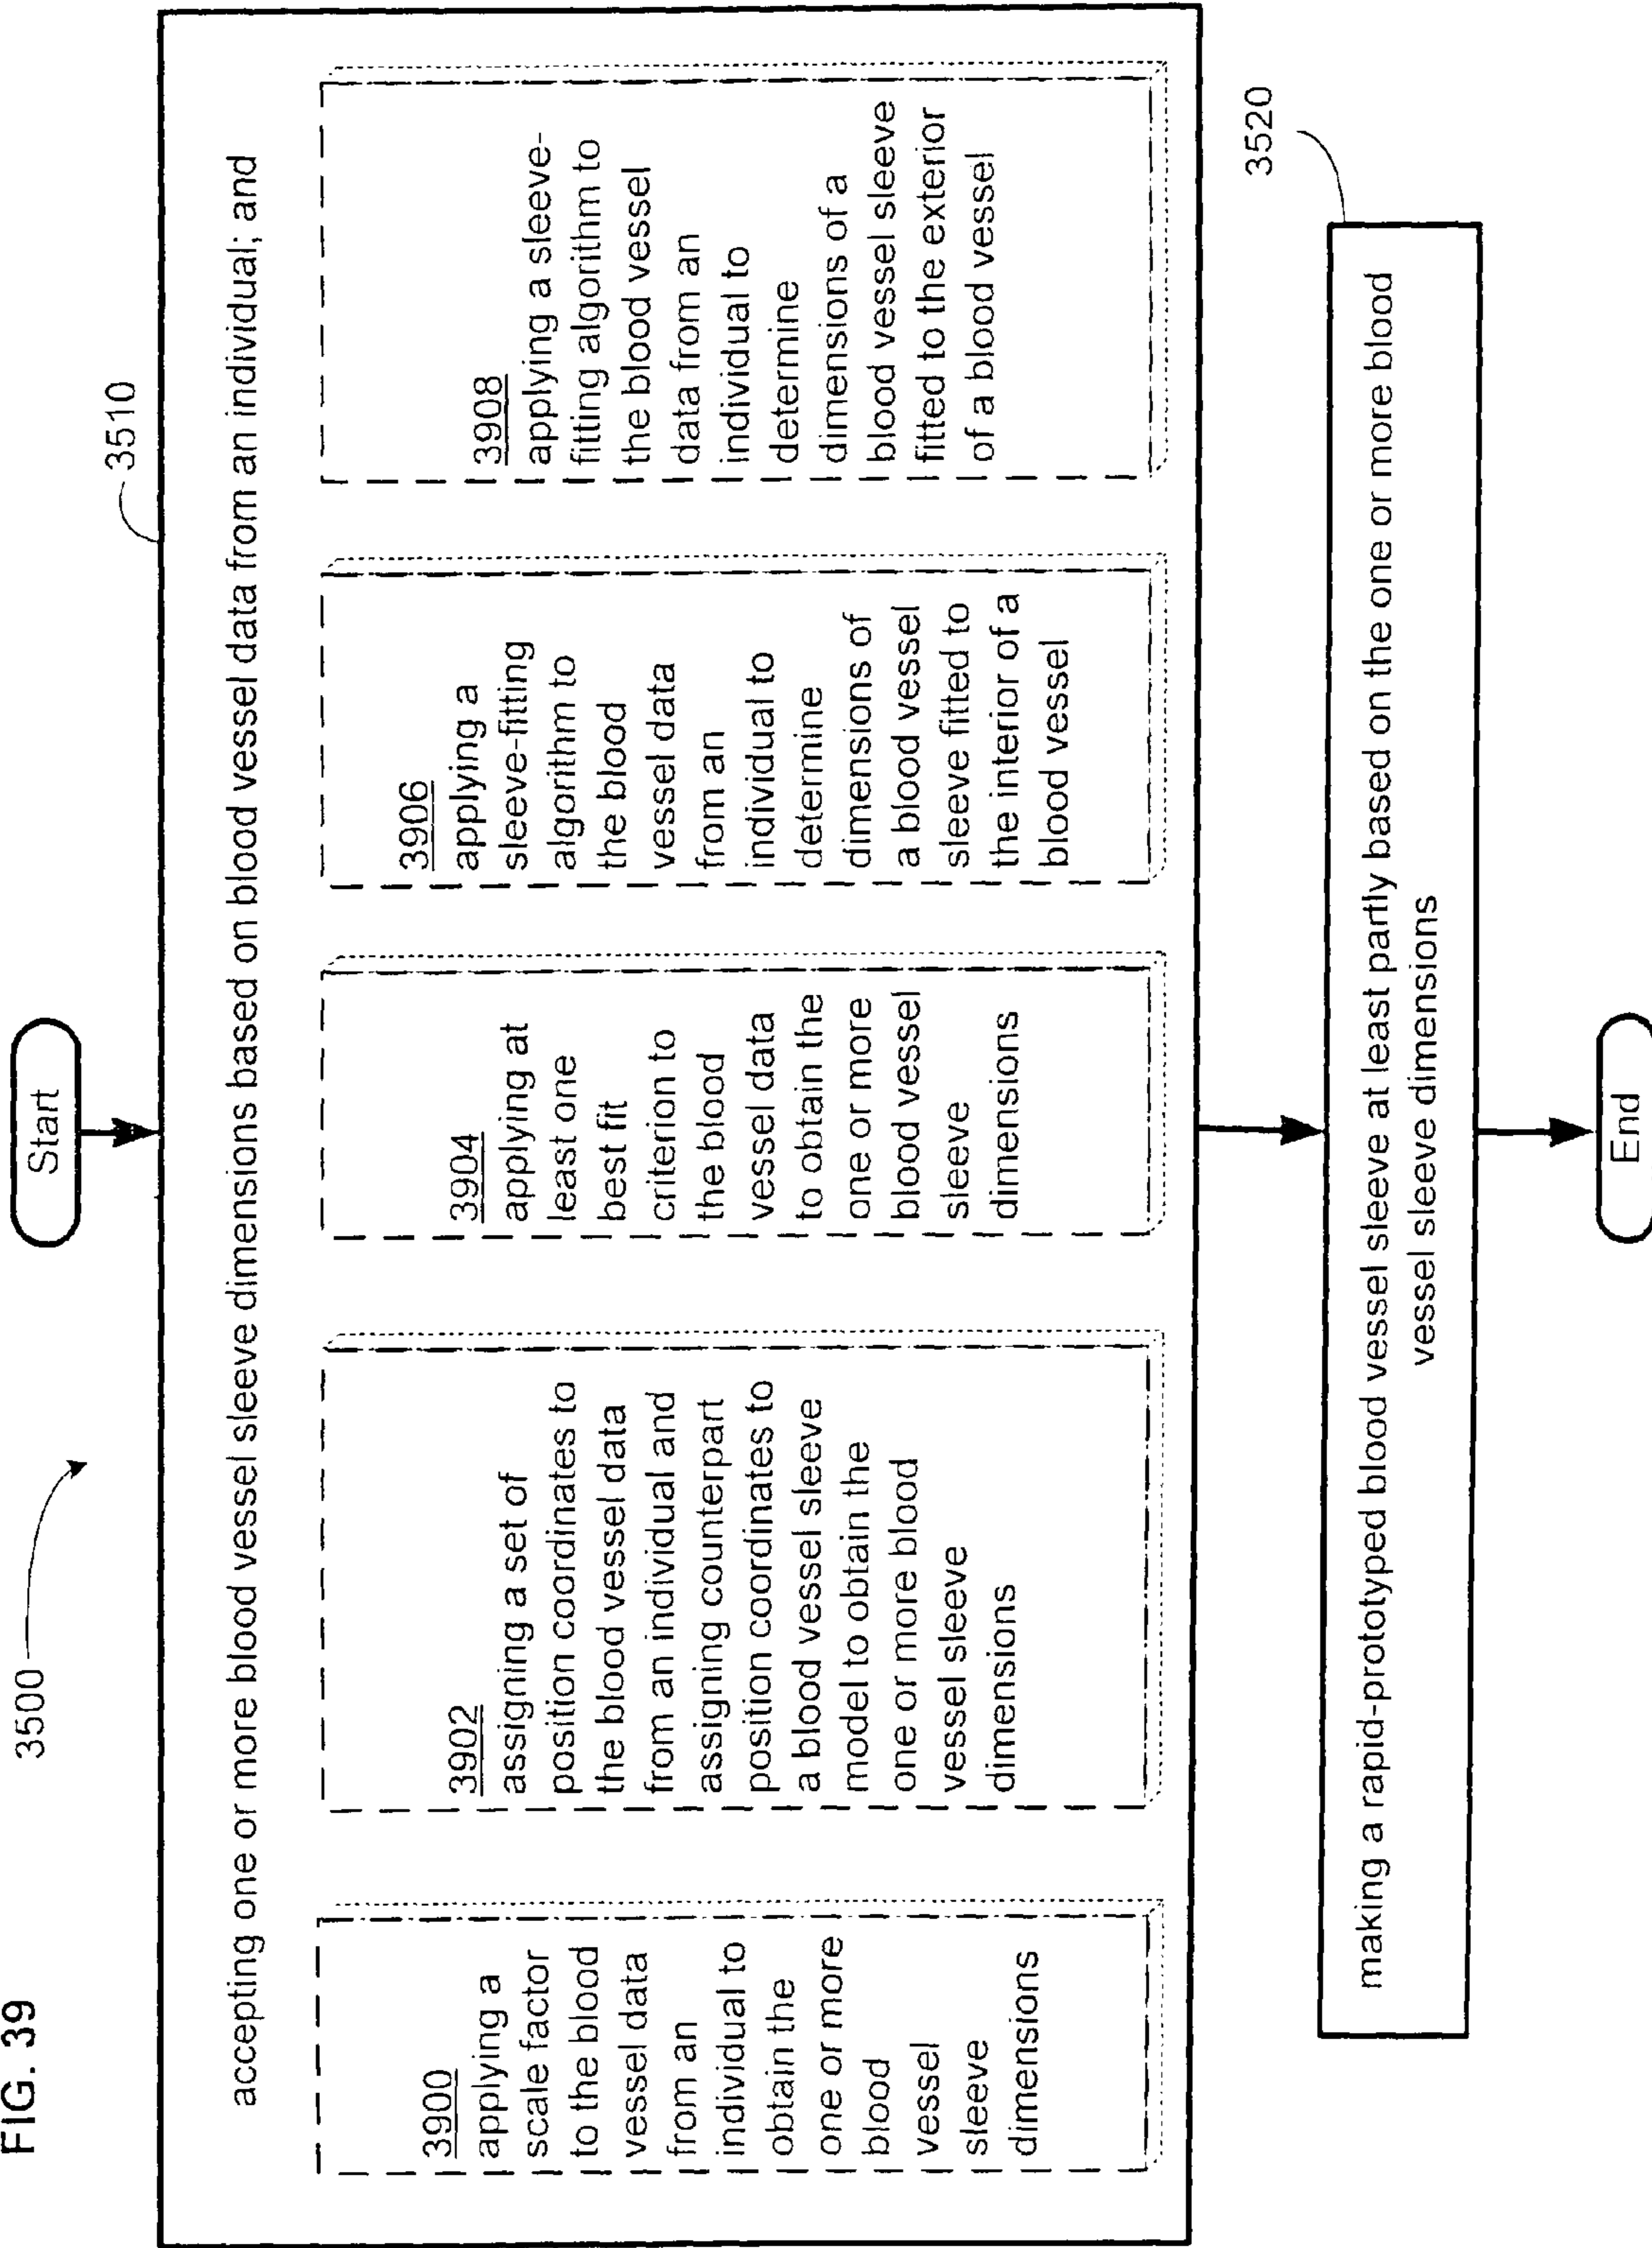 FIG. 39
3500
Start
3510
accepting one or more blood vessel sleeve dimensions based on blood vessel data from an individual; and
3900
applying a
scale factor
to the blood
vessel data
from an
individual to
obtain the
one or more
blood
vessel
sleeve
dimensions
3902
assigning a set of
position coordinates to
the blood vessel data
from an individual and
assigning counterpart
position coordinates to
a blood vessel sleeve
model to obtain the
one or more blood
vessel sleeve
dimensions
3904
applying at
least one
best fit
criterion to
the blood
vessel data
to obtain the
one or more
blood vessel
sleeve
dimensions
3906
applying a
sleeve-fitting
algorithm to
the blood
vessel data
from an
individual to
determine
dimensions of
a blood vessel
sleeve fitted to
the interior of a
blood vessel
3908
applying a sleeve-
fitting algorithm to
the blood vessel
data from an
individual to
determine
dimensions of a
blood vessel sleeve
fitted to the exterior
of a blood vessel
3520
making a rapid-prototyped blood vessel sleeve at least partly based on the one or more blood
vessel sleeve dimensions
End